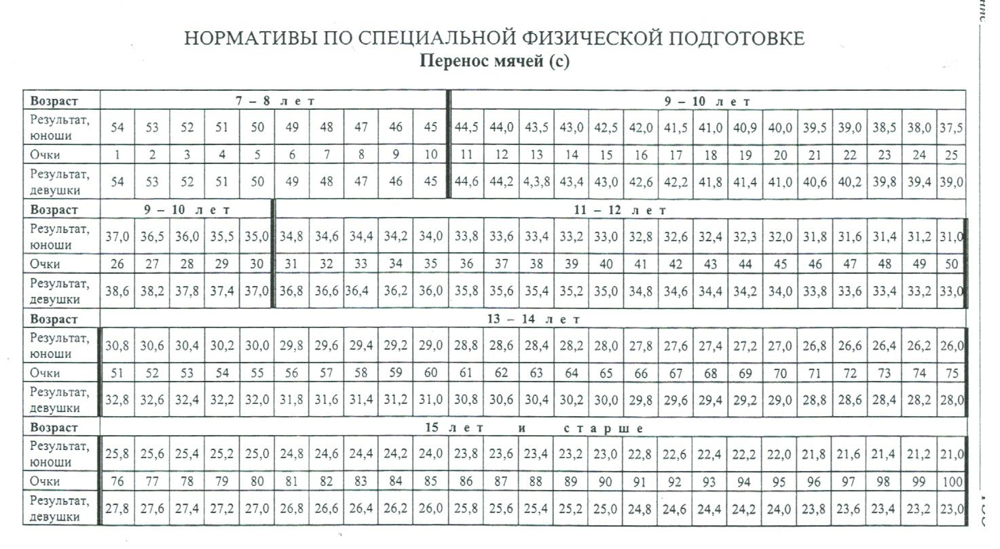 НОРМАТИВЫ ПО СПЕЦИАЛЬНОЙ ФИЗИЧЕСКОЙ ПОДГОТОВКЕ
Перенос мячей (с)
Возраст 7 – 8 лет 9 – 10 лет
Результат, юноши 54 53 52 51 50 49 48 47 46 45 44,5 44,0 43,5 43,0 42,5 42,0 41,5 41,0 40,9 40,0 39,5 39,0 38,5 38,0 37,5
Очки 1 2 3 4 5 6 7 8 9 10 11 12 13 14 15 16 17 18 19 20 21 22 23 24 25
Результат, девушки 54 53 52 51 50 49 48 47 46 45 44,6 44,2 4,3,8 43,4 43,0 42,6 42,2 41,8 41,4 41,0 40,6 40,2 39,8 39,4 39,0
Возраст 9 – 10 лет 11 – 12 лет
Результат, юноши 37,0 36,5 36,0 35,5 35,0 34,8 34,6 34,4 34,2 34,0 33,8 33,6 33,4 33,2 33,0 32,8 32,6 32,4 32,3 32,0 31,8 31,6 31,4 31,2 31,0
Очки 26 27 28 29 30 31 32 33 34 35 36 37 38 39 40 41 42 43 44 45 46 47 48 49 50
Результат, девушки 38,6 38,2 37,8 37,4 37,0 36,8 36,6 36,4 36,2 36,0 35,8 35,6 35,4 35,2 35,0 34,8 34,6 34,4 34,2 34,0 33,8 33,6 33,4 33,2 33,0
Возраст 13 – 14 лет
Результат, юноши 30,8 30,6 30,4 30,2 30,0 29,8 29,6 29,4 29,2 29,0 28,8 28,6 28,4 28,2 28,0 27,8 27,6 27,4 27,2 27,0 26,8 26,6 26,4 26,2 26,0
Очки 51 52 53 54 55 56 57 58 59 60 61 62 63 64 65 66 67 68 69 70 71 72 73 74 75
Результат, девушки 32,8 32,6 32,4 32,2 32,0 31,8 31,6 31,4 31,2 31,0 30,8 30,6 30,4 30,2 30,0 29,8 29,6 29,4 29,2 29,0 28,8 28,6 28,4 28,2 28,0
Возраст 15 лет и старше
Результат, юноши 25,8 25,6 25,4 25,2 25,0 24,8 24,6 24,4 24,2 24,0 23,8 23,6 23,4 23,2 23,0 22,8 22,6 22,4 22,2 22,0 21,8 21,6 21,4 21,2 21,0
Очки 76 77 78 79 80 81 82 83 84 85 86 87 88 89 90 91 92 93 94 95 96 97 98 99 100
Результат, девушки 27,8 27,6 27,4 27,2 27,0 26,8 26,6 26,4 26,2 26,0 25,8 25,6 25,4 25,2 25,0 24,8 24,6 24,4 24,2 24,0 23,8 23,6 23,4 23,2 23,0